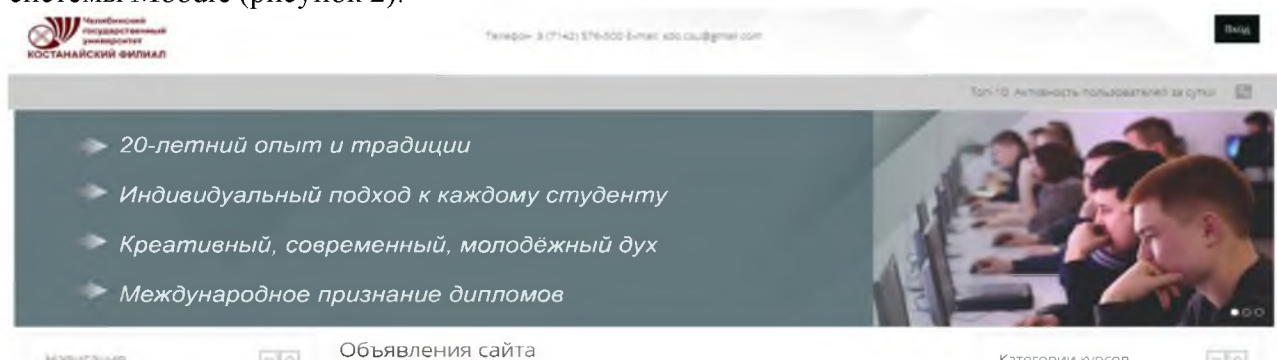 системы Moodle (рисунок 2).
Челябинский
государственный
университет
КОСТАНАЙСКИЙ ФИЛИАЛ
Вход
Топ-10: Активность пользователей за сутки
20-летний опыт и традиции
Индивидуальный подход к каждому студенту
Креативный, современный, молодёжный дух
Международное признание дипломов
Навигация
Объявления сайта
Категории курсов